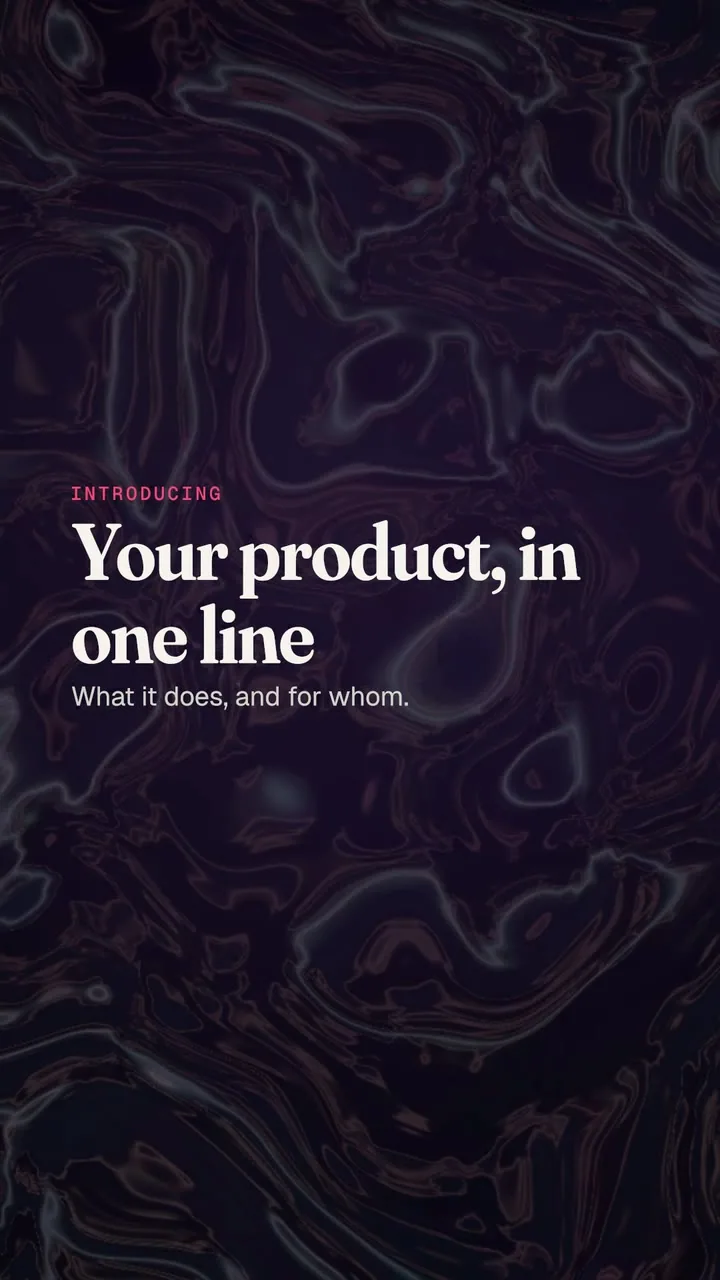 INTRODUCING
Your product, in
one line
What it does, and for whom.